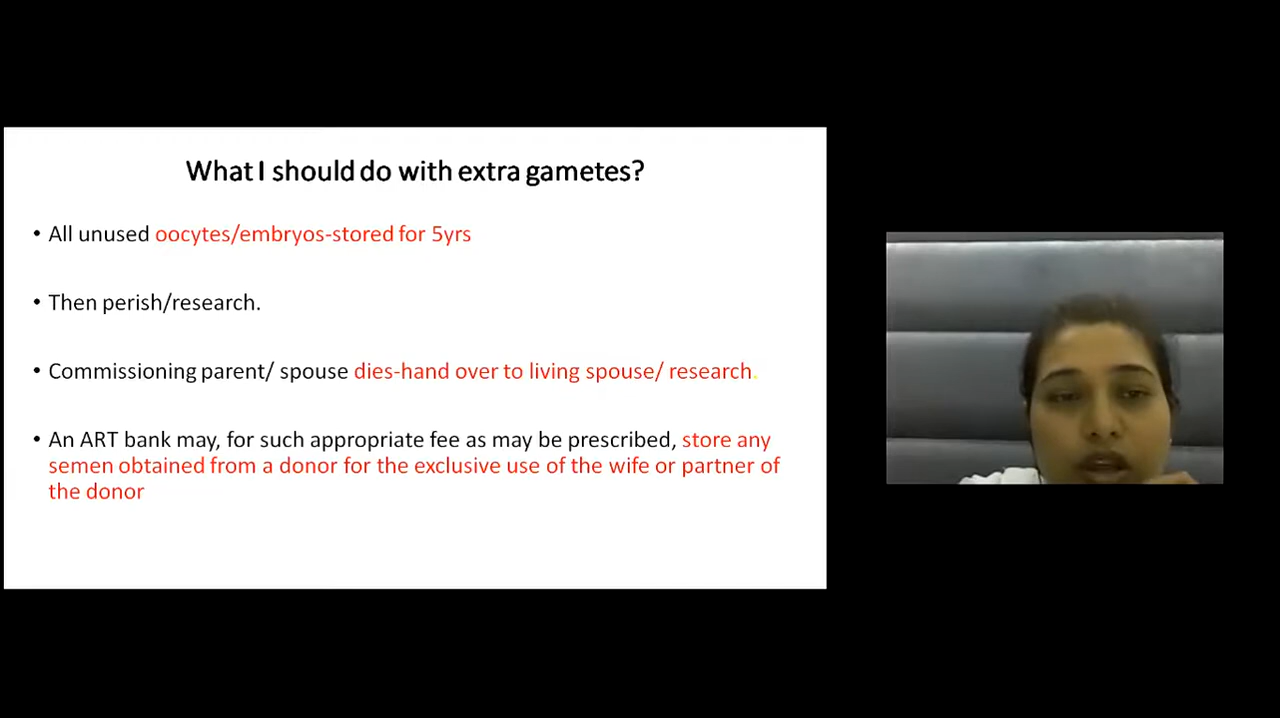 What I should do with extra gametes?
• All unused oocytes/embryos-stored for 5yrs
• Then perish/research.
• Commissioning parent/ spouse dies-hand over to living spouse/ research.
• An ART bank may, for such appropriate fee as may be prescribed, store any
semen obtained from a donor for the exclusive use of the wife or partner of
the donor